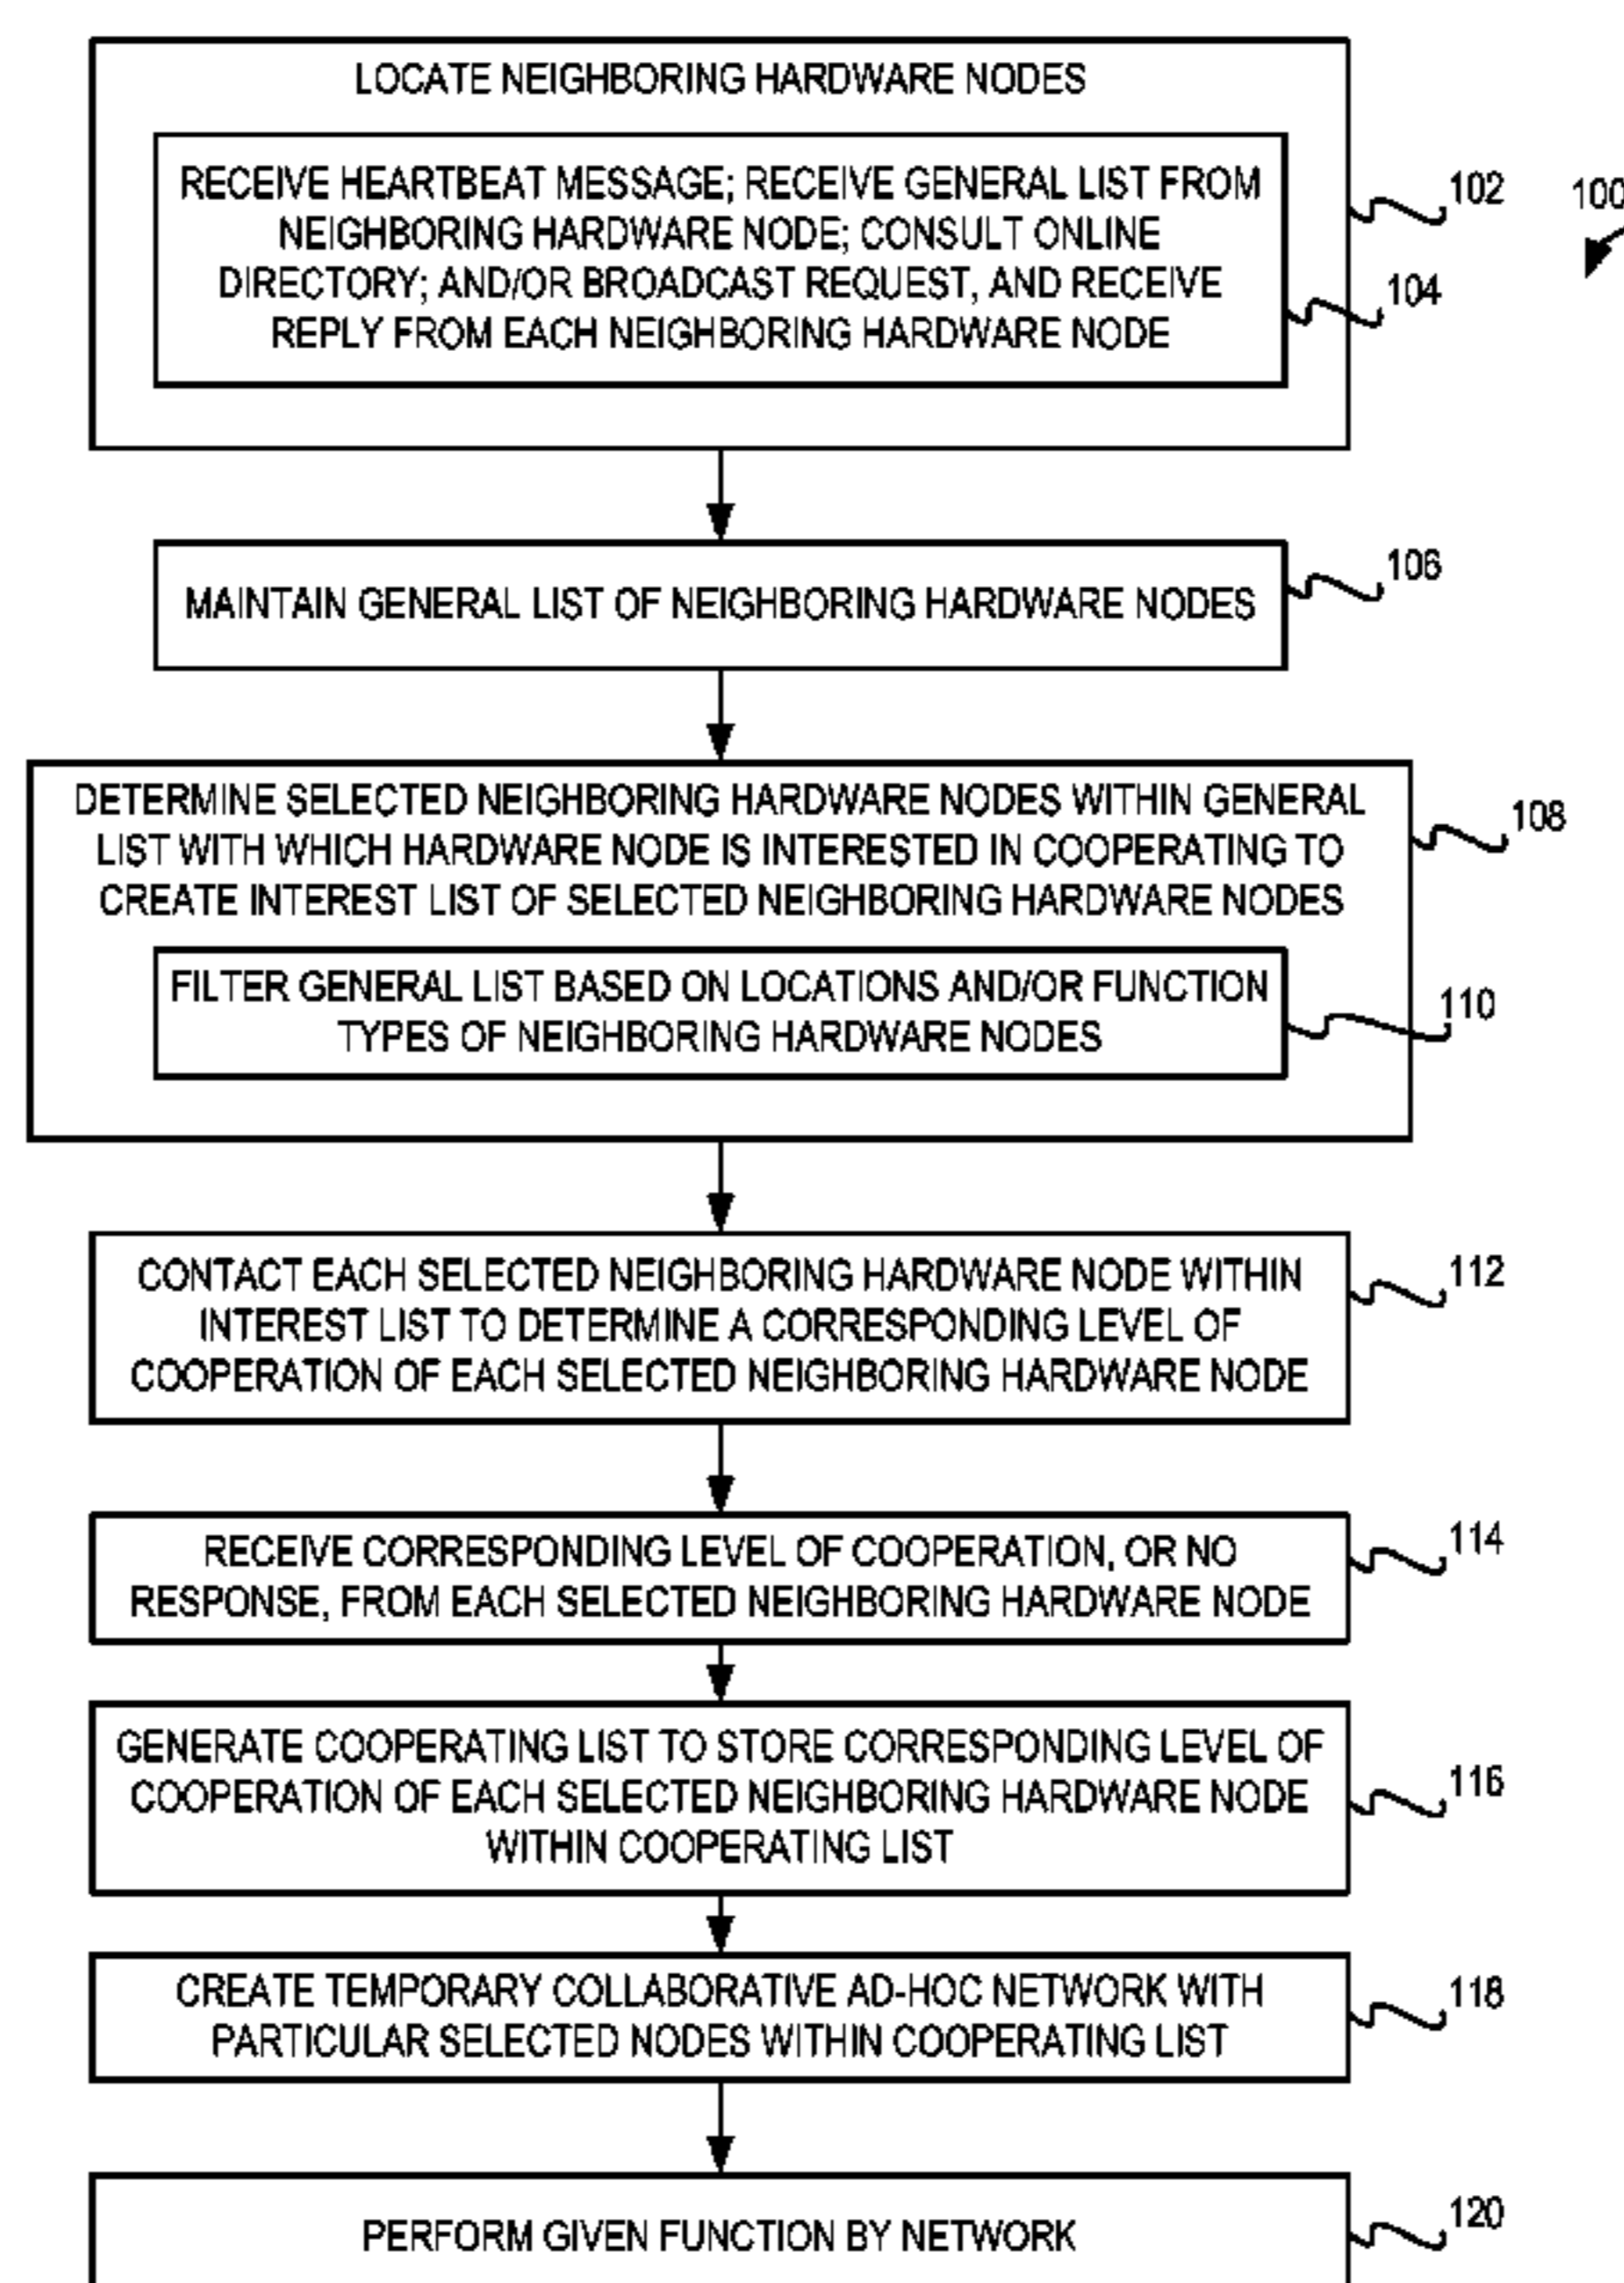 LOCATE NEIGHBORING HARDWARE NODES
RECEIVE HEARTBEAT MESSAGE; RECEIVE GENERAL LIST FROM
NEIGHBORING HARDWARE NODE; CONSULT ONLINE
DIRECTORY; AND/OR BROADCAST REQUEST, AND RECEIVE
REPLY FROM EACH NEIGHBORING HARDWARE NODE
102
100
104
MAINTAIN GENERAL LIST OF NEIGHBORING HARDWARE NODES
106
DETERMINE SELECTED NEIGHBORING HARDWARE NODES WITHIN GENERAL
LIST WITH WHICH HARDWARE NODE IS INTERESTED IN COOPERATING TO
CREATE INTEREST LIST OF SELECTED NEIGHBORING HARDWARE NODES
108
FILTER GENERAL LIST BASED ON LOCATIONS AND/OR FUNCTION
TYPES OF NEIGHBORING HARDWARE NODES
110
CONTACT EACH SELECTED NEIGHBORING HARDWARE NODE WITHIN
INTEREST LIST TO DETERMINE A CORRESPONDING LEVEL OF
COOPERATION OF EACH SELECTED NEIGHBORING HARDWARE NODE
112
RECEIVE CORRESPONDING LEVEL OF COOPERATION, OR NO
RESPONSE, FROM EACH SELECTED NEIGHBORING HARDWARE NODE
114
GENERATE COOPERATING LIST TO STORE CORRESPONDING LEVEL OF
COOPERATION OF EACH SELECTED NEIGHBORING HARDWARE NODE
WITHIN COOPERATING LIST
116
CREATE TEMPORARY COLLABORATIVE AD-HOC NETWORK WITH
PARTICULAR SELECTED NODES WITHIN COOPERATING LIST
118
PERFORM GIVEN FUNCTION BY NETWORK
120